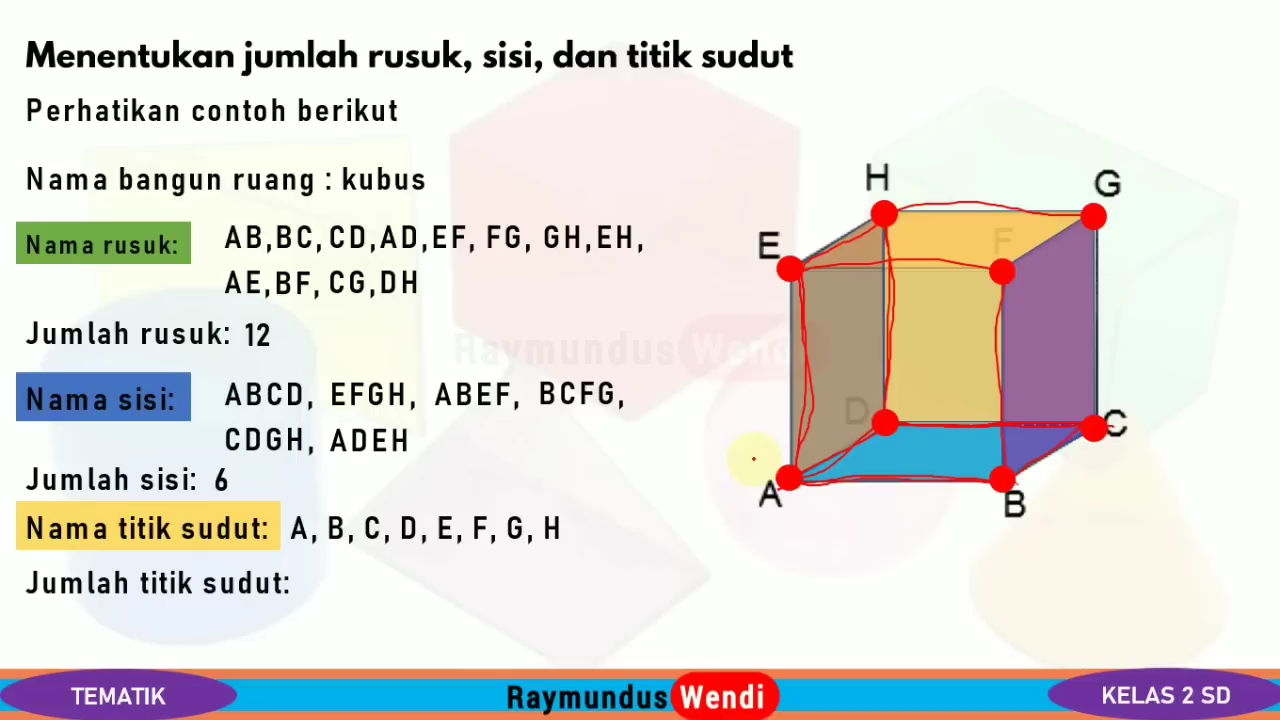 Menentukan jumlah rusuk, sisi, dan titik sudut
Perhatikan contoh berikut
Nama bangun ruang : kubus
Nama rusuk: AB,BC,CD,AD,EF, FG, GH,EH,
AE,BF, CG,DH
Jumlah rusuk: 12
Nama sisi: ABCD, EFGH, ABEF, BCFG,
CDGH, ADEH
Jumlah sisi: 6
Nama titik sudut: A, B, C, D, E, F, G, H
Jumlah titik sudut:
H
G
E
F
D
C
A
B
Raymundus Wendi
TEMATIK
Raymundus Wendi
KELAS 2 SD